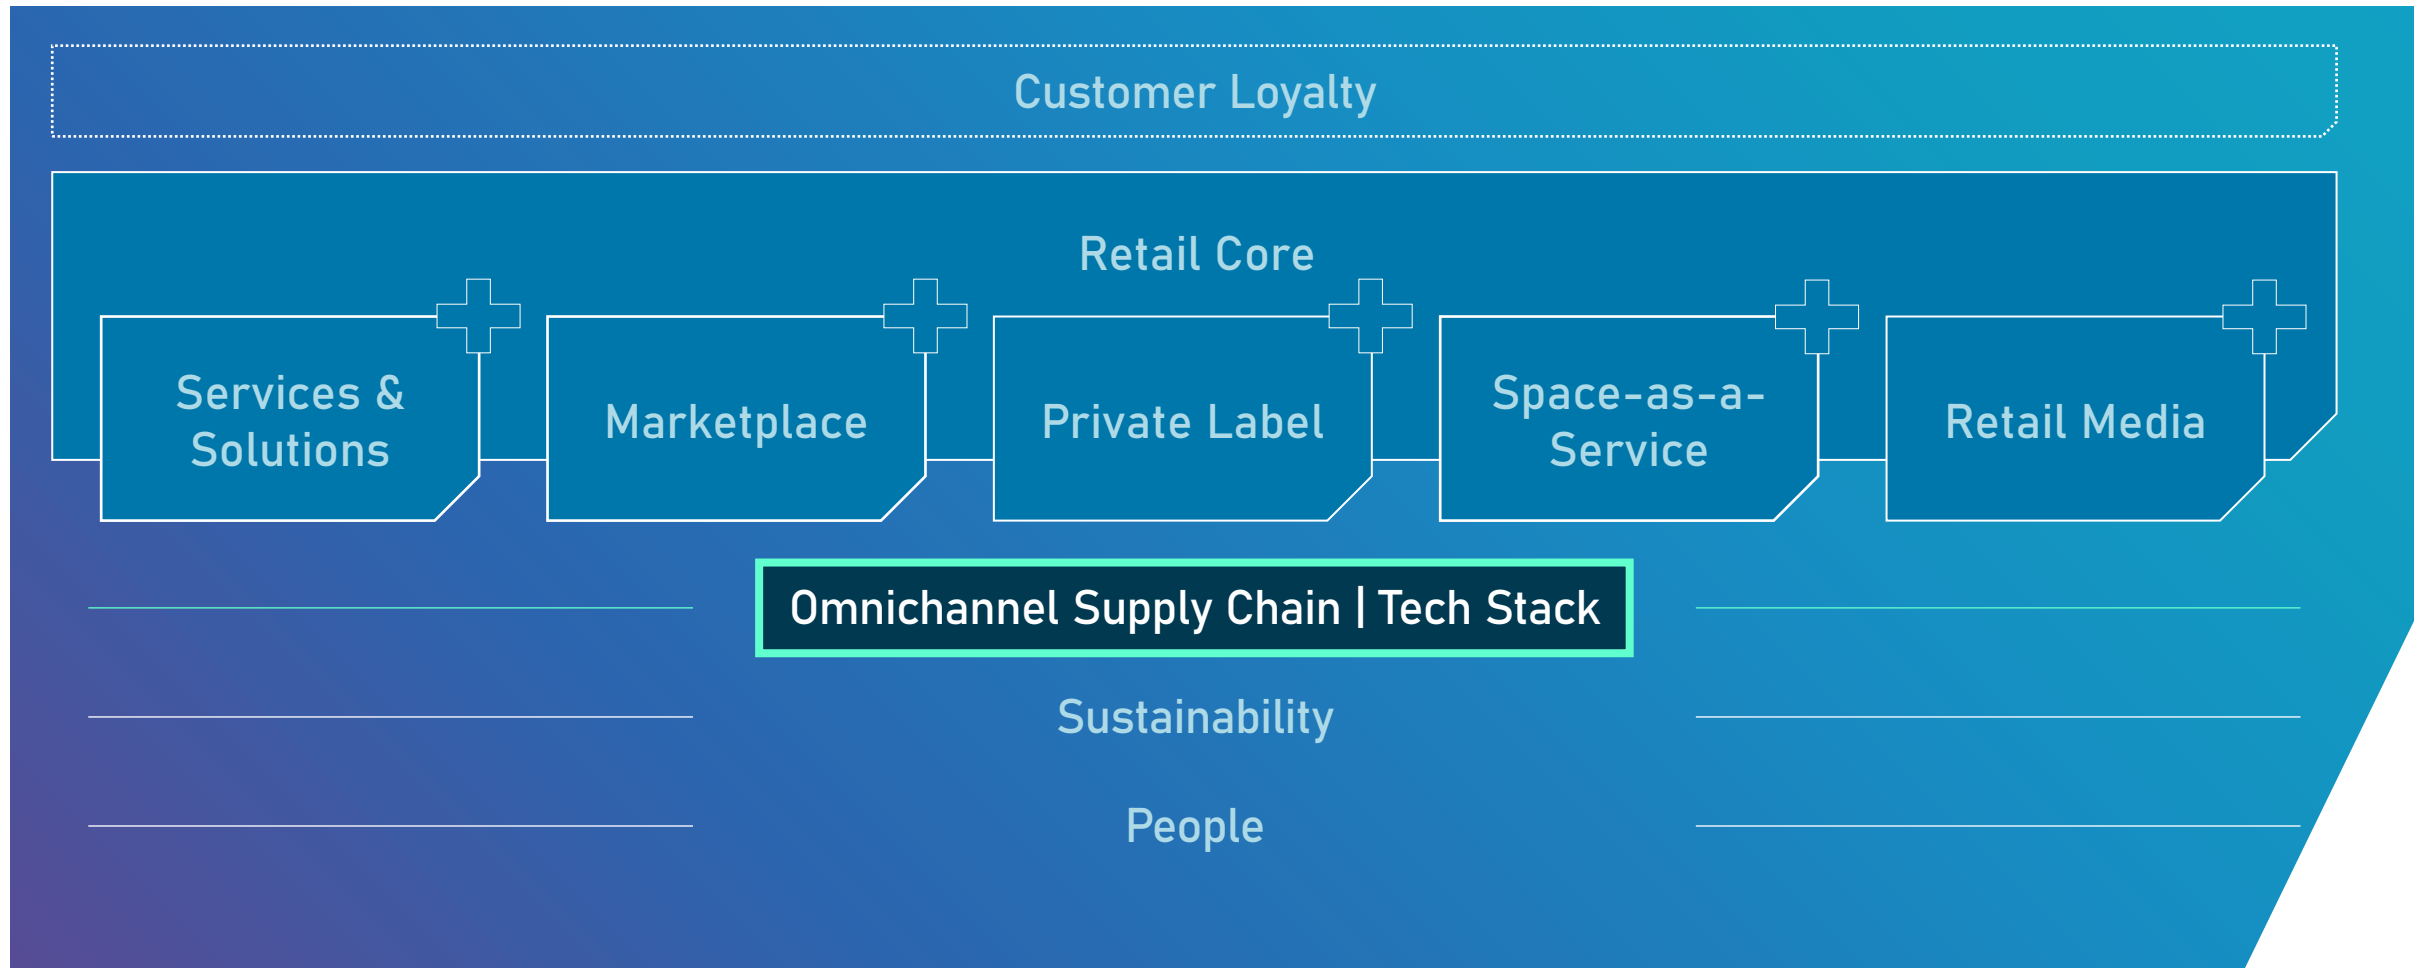 Customer Loyalty
Retail Core
Services &
Solutions
Marketplace
Private Label
Space-as-a-
Service
Retail Media
Omnichannel Supply Chain | Tech Stack
Sustainability
People